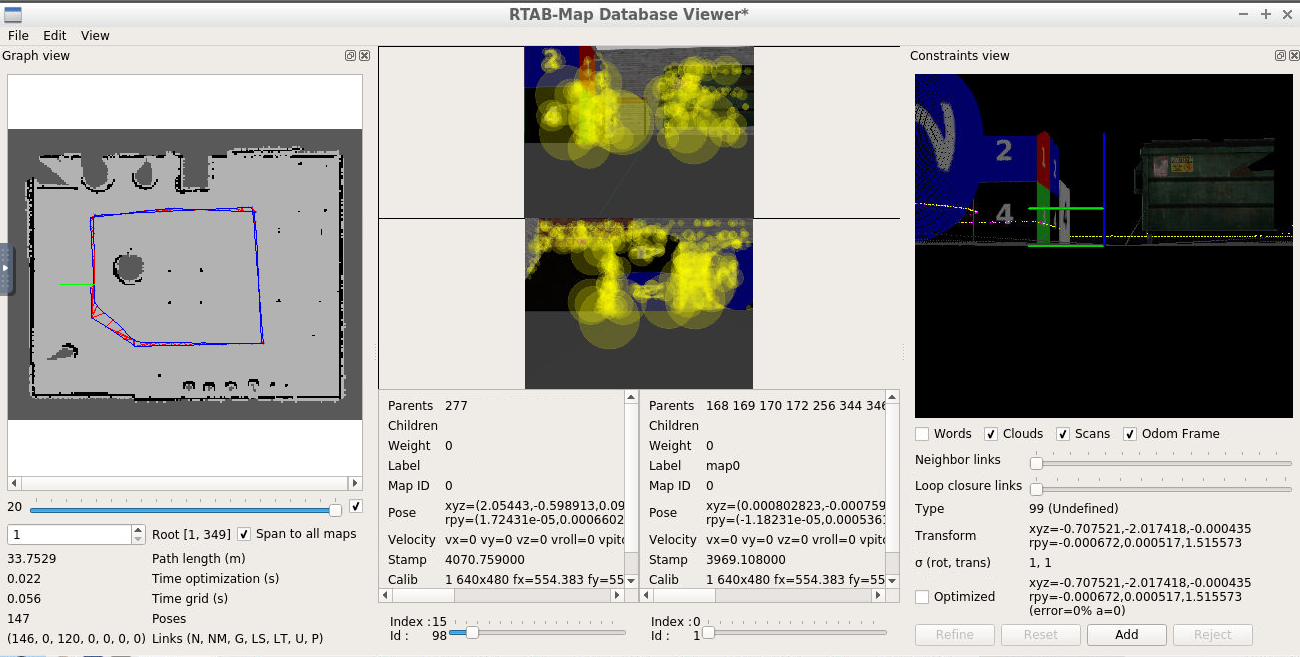 RTAB-Map Database Viewer*
File Edit View
Graph view
20
1 Root [1, 349] Span to all maps
33.7529 Path length (m)
0.022 Time optimization (s)
0.056 Time grid (s)
147 Poses
(146, 0, 120, 0, 0, 0, 0) Links (N, NM, G, LS, LT, U, P)
2
Parents 277
Children
Weight 0
Label
Map ID 0
Pose xyz=(2.05443,-0.598913,0.09
rpy=(1.72431e-05,0.0006602
Velocity vx=0 vy=0 vz=0 vroll=0 vpitc
Stamp 4070.759000
Calib 1 640x480 fx=554.383 fy=55
Index :15
Id : 98
Parents 168 169 170 172 256 344 346
Children
Weight 0
Label map0
Map ID 0
Pose xyz=(0.000802823,-0.000759
rpy=(-1.18231e-05,0.000536
Velocity vx=0 vy=0 vz=0 vroll=0 vpito
Stamp 3969.108000
Calib 1 640x480 fx=554.383 fy=55
Index :0
Id : 1
Constraints view
2 1
4
Words Clouds Scans Odom Frame
Neighbor links
Loop closure links
Type 99 (Undefined)
Transform xyz=-0.707521,-2.017418,-0.000435
rpy=-0.000672,0.000517,1.515573
σ (rot, trans) 1, 1
Optimized xyz=-0.707521,-2.017418,-0.000435
rpy=-0.000672,0.000517,1.515573
(error=0% a=0)
Refine Reset Add Reject